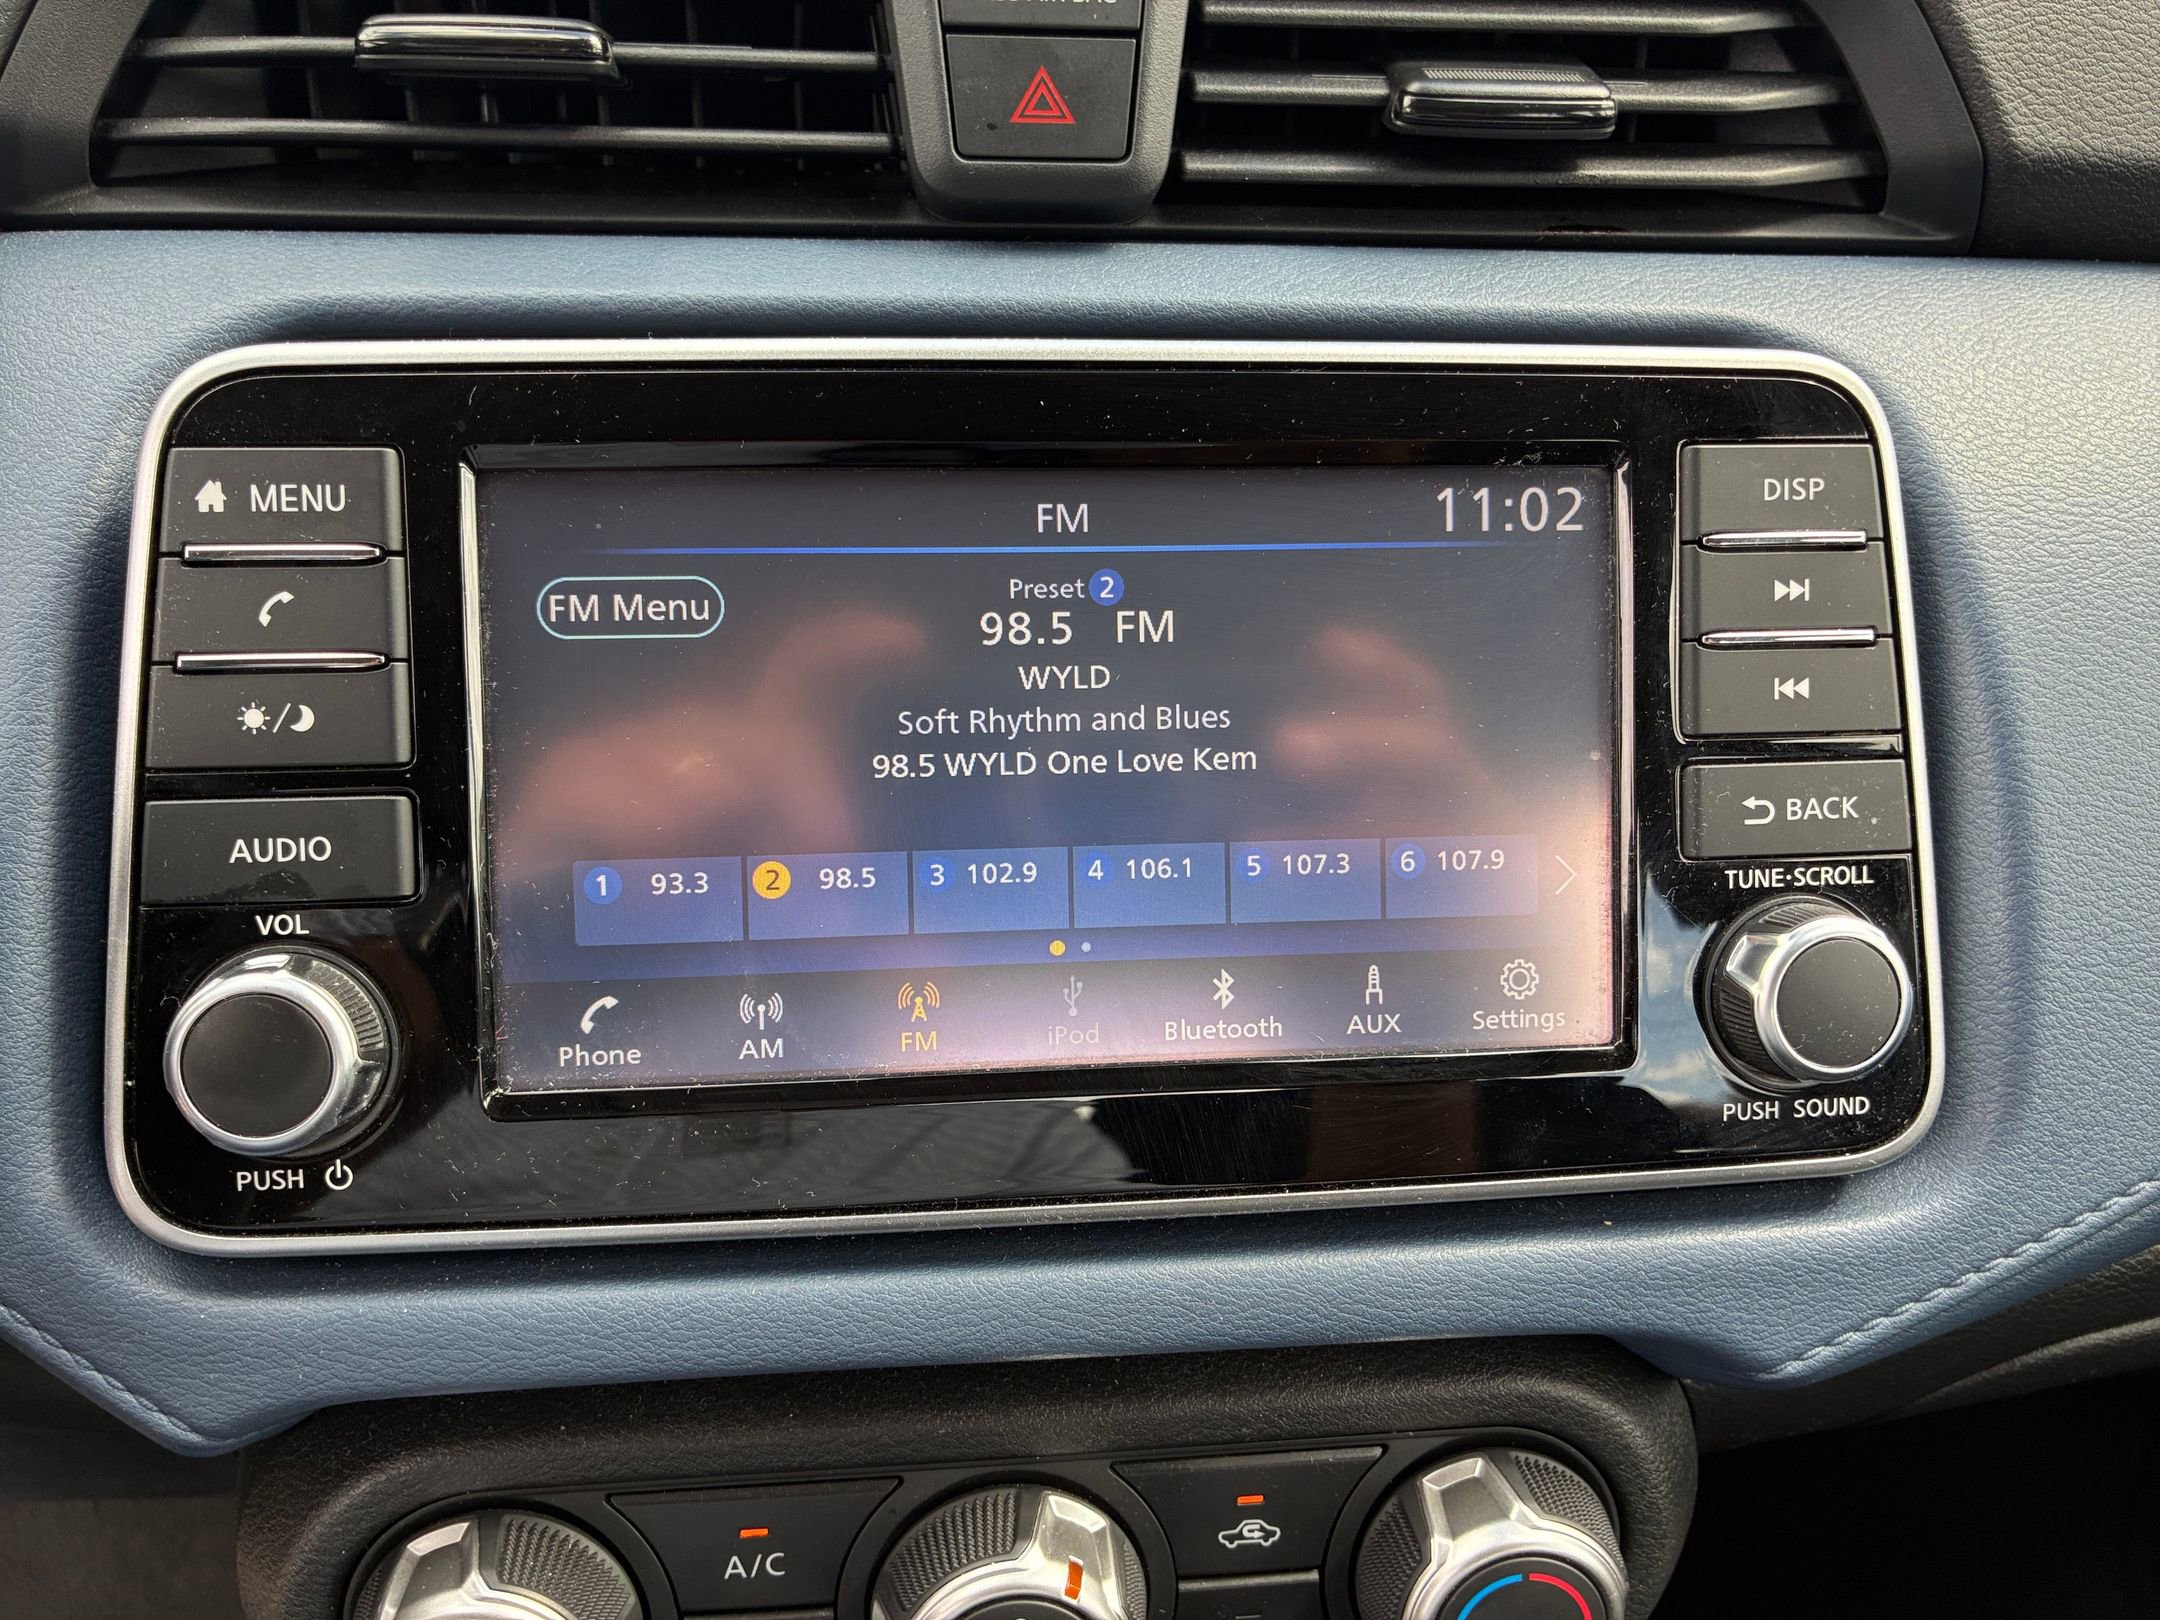 AIR BAG
MENU
AUDIO
VOL
PUSH
FM
11:02
FM Menu
Preset 2
98.5 FM
WYLD
Soft Rhythm and Blues
98.5 WYLD One Love Kem
1 93.3 2 98.5 3 102.9 4 106.1 5 107.3 6 107.9
Phone AM FM iPod Bluetooth AUX Settings
DISP
BACK
TUNE·SCROLL
PUSH SOUND
A/C